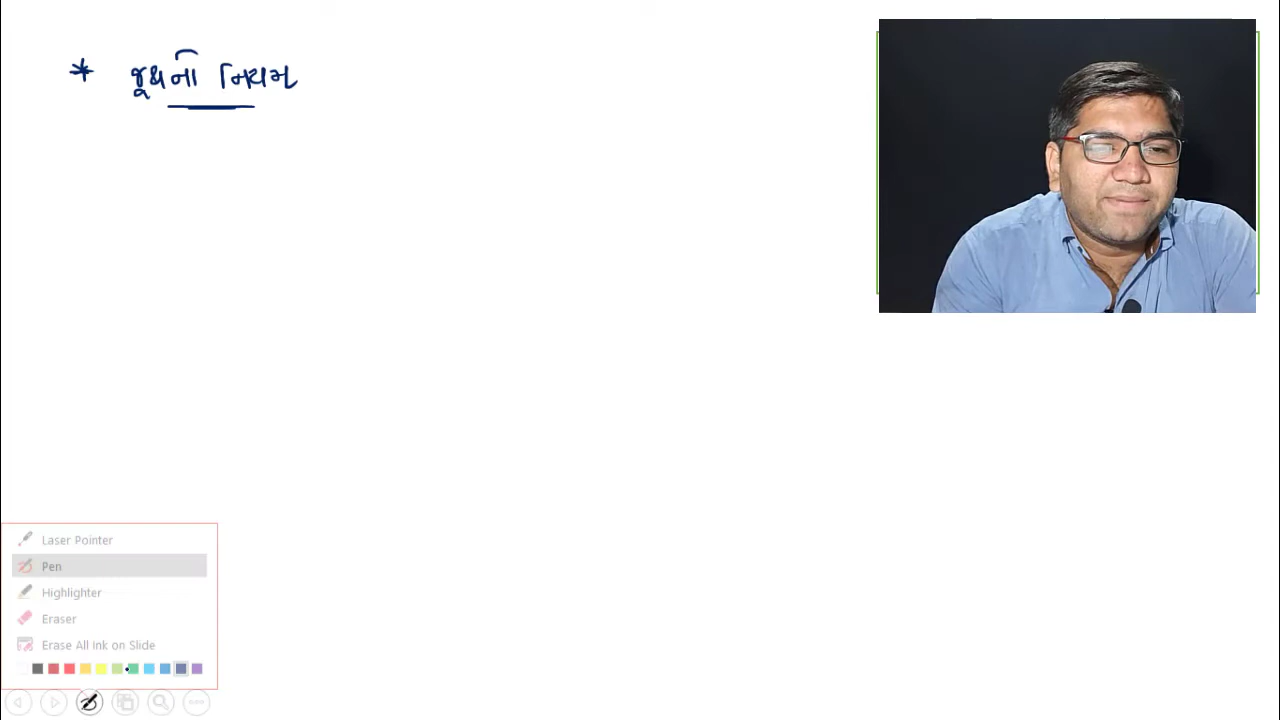 * જૂથનો નિયમ
Laser Pointer
Pen
Highlighter
Eraser
Erase All Ink on Slide